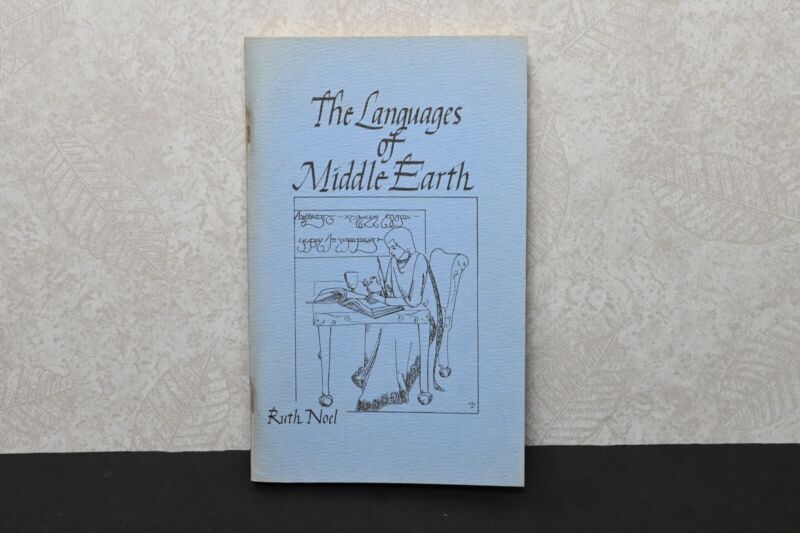 The Languages
of
Middle Earth
Ruth Noel